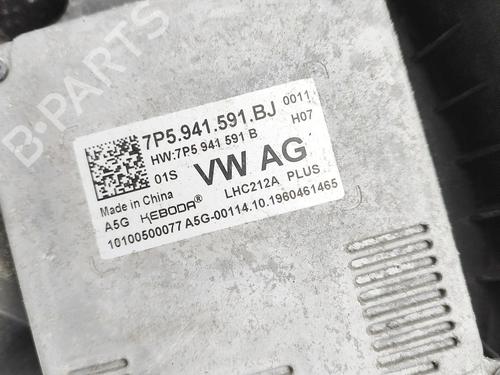 B-PARTS
7P5.941.591.BJ 0011
HW:7P5 941 591 B H07
01S VW AG
Made in China LHC212A PLUS
A5G KEBODA®
10100500077 A5G-00114.10.1960461465